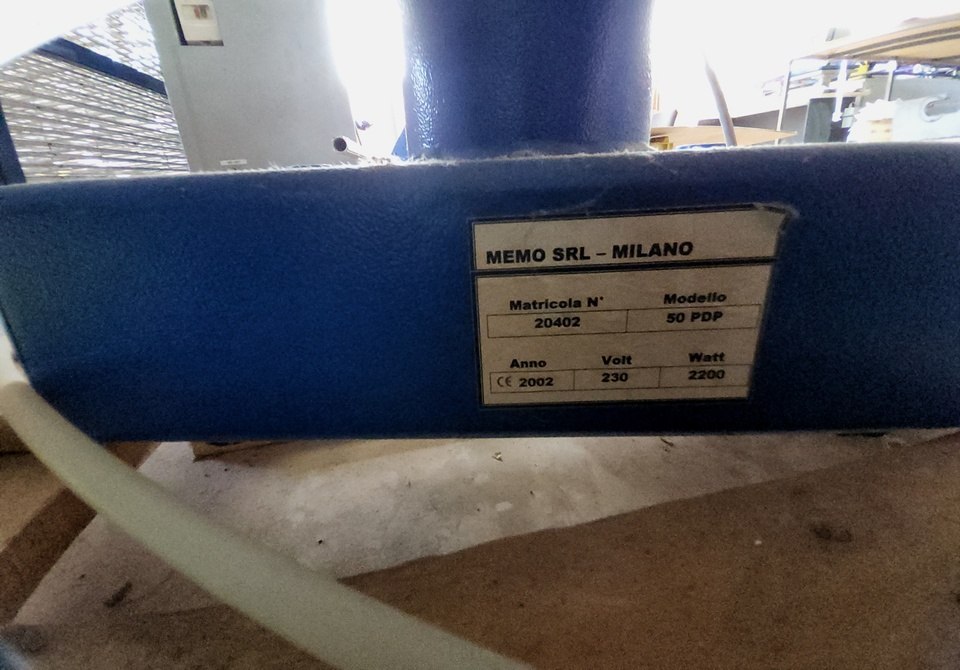 MEMO SRL – MILANO
Matricola N° Modello
20402 50 PDP
Anno Volt Watt
CE 2002 230 2200